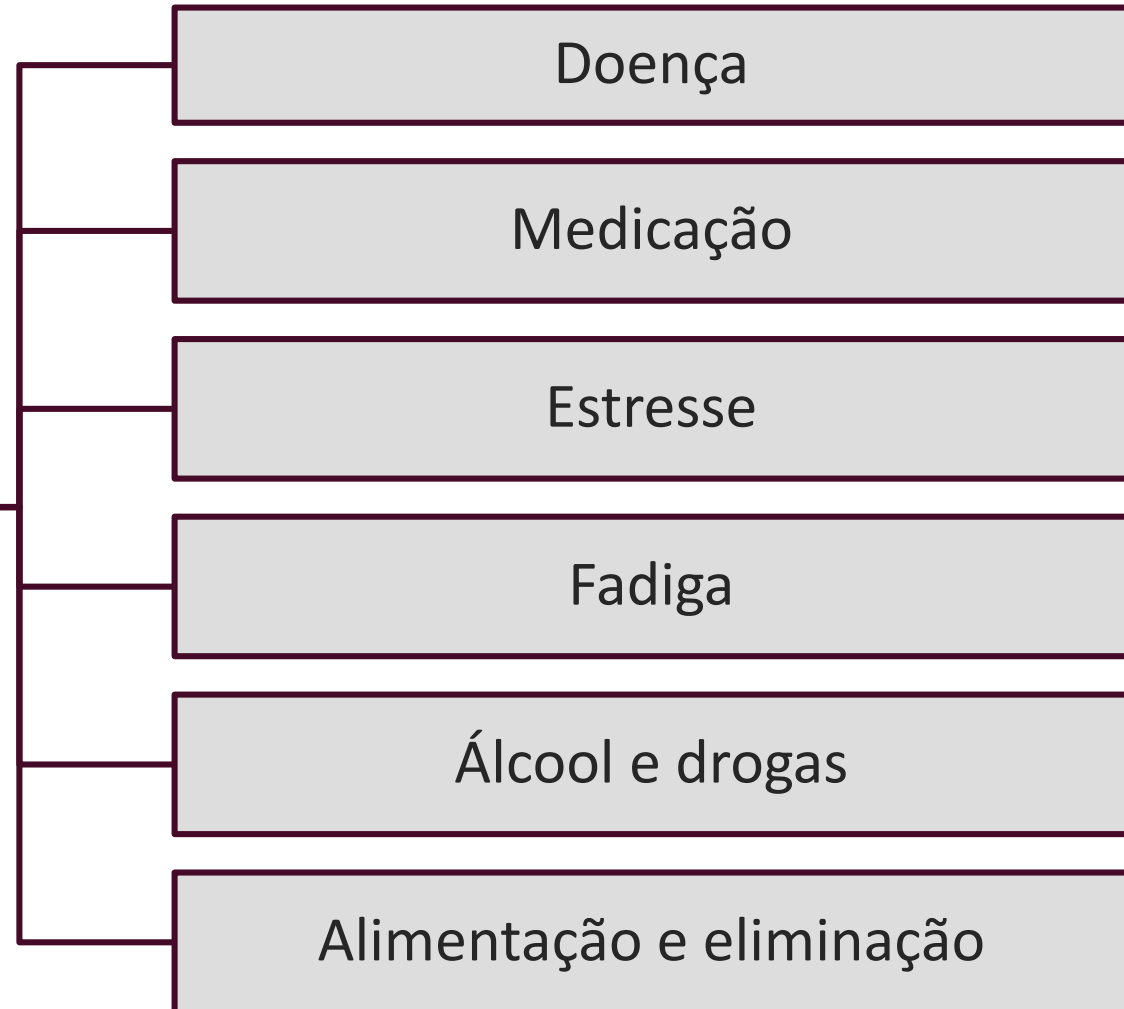 Doença
Medicação
Estresse
Fadiga
Álcool e drogas
Alimentação e eliminação